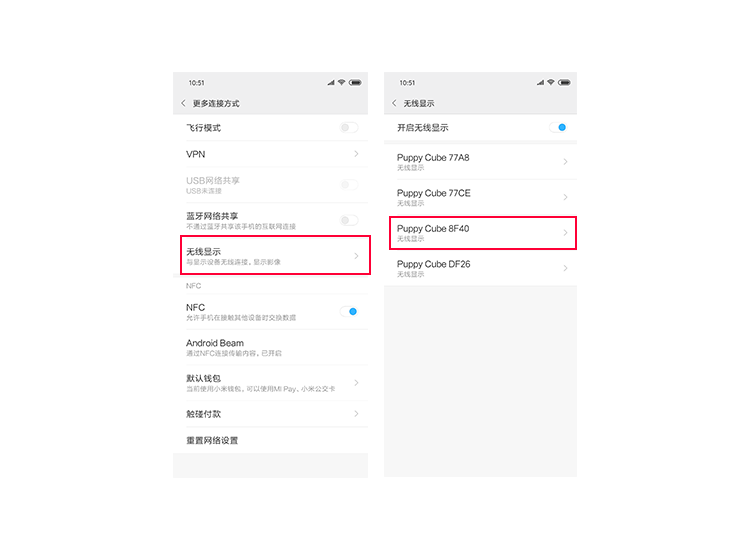 10:51
更多连接方式
飞行模式
VPN
USB网络共享
USB未连接
蓝牙网络共享
不通过蓝牙共享该手机的互联网连接
无线显示
与显示设备无线连接，显示影像
NFC
NFC
允许手机在接触其他设备时交换数据
Android Beam
通过NFC连接传输内容，已开启
默认钱包
当前使用小米钱包，可以使用MI Pay，小米公交卡
触碰付款
重置网络设置
10:51
无线显示
开启无线显示
Puppy Cube 77A8
无线显示
Puppy Cube 77CE
无线显示
Puppy Cube 8F40
无线显示
Puppy Cube DF26
无线显示